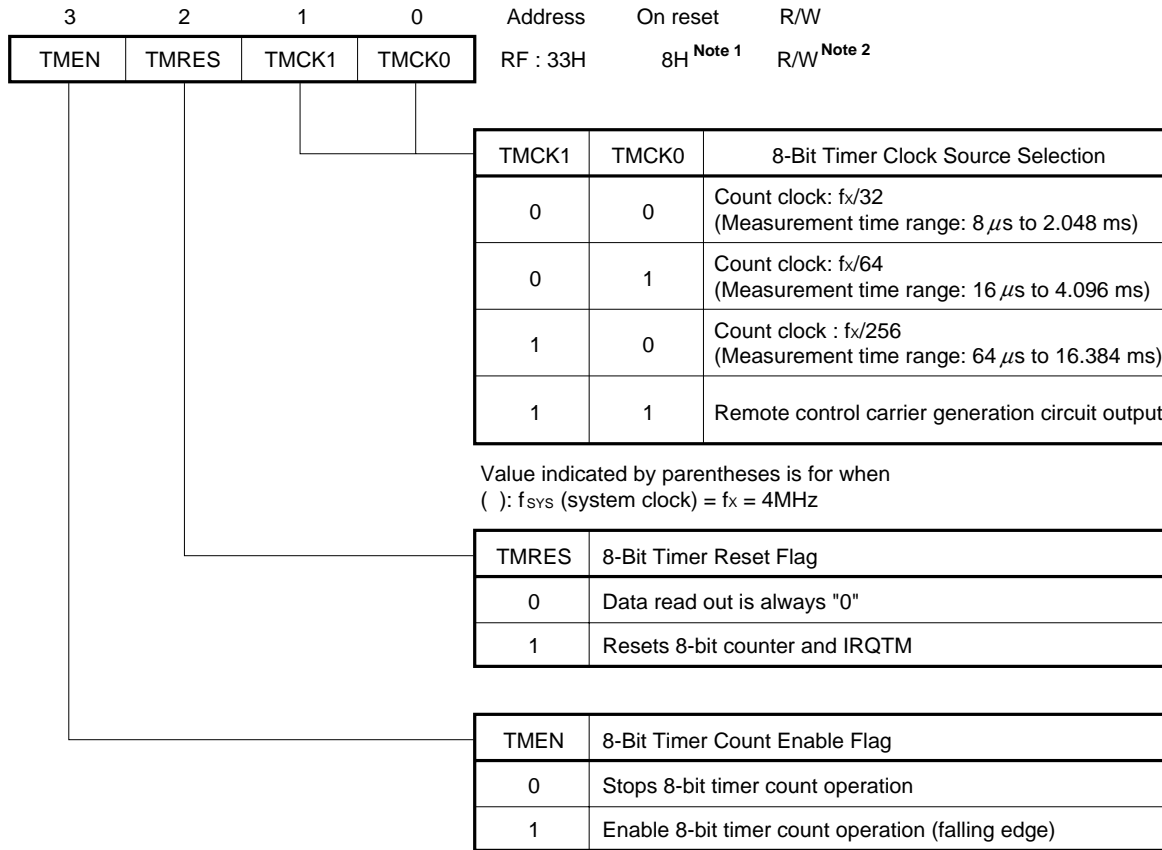 3 2 1 0 Address On reset R/W
TMEN TMRES TMCK1 TMCK0 RF : 33H 8H Note 1 R/W Note 2
TMCK1 TMCK0 8-Bit Timer Clock Source Selection
0 0 Count clock: fX/32
(Measurement time range: 8 μs to 2.048 ms)
0 1 Count clock: fX/64
(Measurement time range: 16 μs to 4.096 ms)
1 0 Count clock : fX/256
(Measurement time range: 64 μs to 16.384 ms)
1 1 Remote control carrier generation circuit output
Value indicated by parentheses is for when
( ): fSYS (system clock) = fX = 4MHz
TMRES 8-Bit Timer Reset Flag
0 Data read out is always "0"
1 Resets 8-bit counter and IRQTM
TMEN 8-Bit Timer Count Enable Flag
0 Stops 8-bit timer count operation
1 Enable 8-bit timer count operation (falling edge)